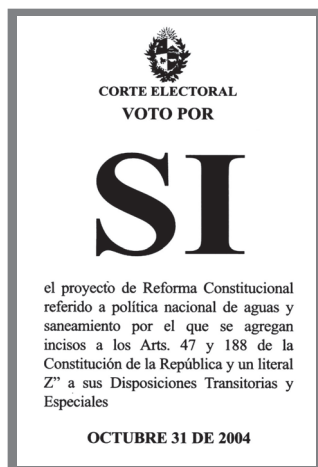 CORTE ELECTORAL
VOTO POR
SI
el proyecto de Reforma Constitucional
referido a política nacional de aguas y
saneamiento por el que se agregan
incisos a los Arts. 47 y 188 de la
Constitución de la República y un literal
Z” a sus Disposiciones Transitorias y
Especiales
OCTUBRE 31 DE 2004